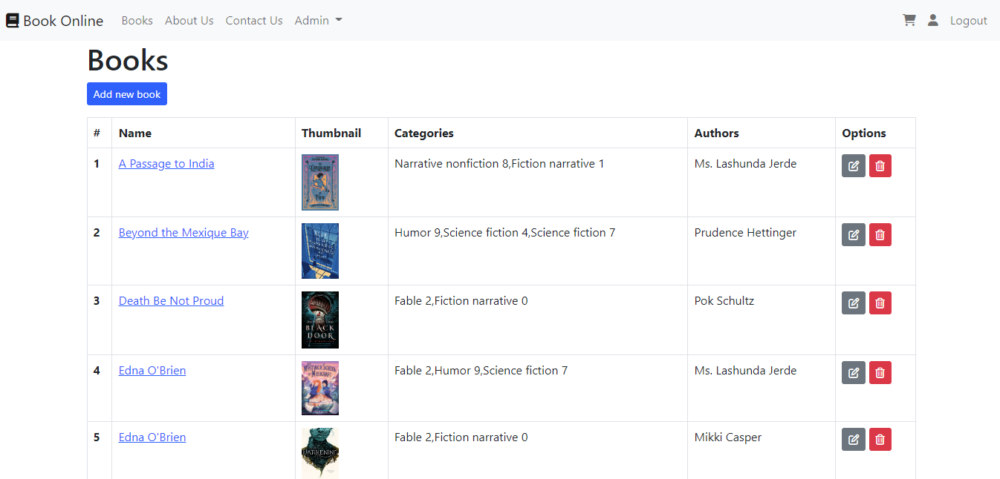 Book Online Books About Us Contact Us Admin Logout
Books
Add new book
# Name Thumbnail Categories Authors Options
1 A Passage to India Narrative nonfiction 8,Fiction narrative 1 Ms. Lashunda Jerde
2 Beyond the Mexique Bay Humor 9,Science fiction 4,Science fiction 7 Prudence Hettinger
3 Death Be Not Proud Fable 2,Fiction narrative 0 Pok Schultz
BLACK
DOOR
4 Edna O'Brien Fable 2,Humor 9,Science fiction 7 Ms. Lashunda Jerde
5 Edna O'Brien Fable 2,Fiction narrative 0 Mikki Casper